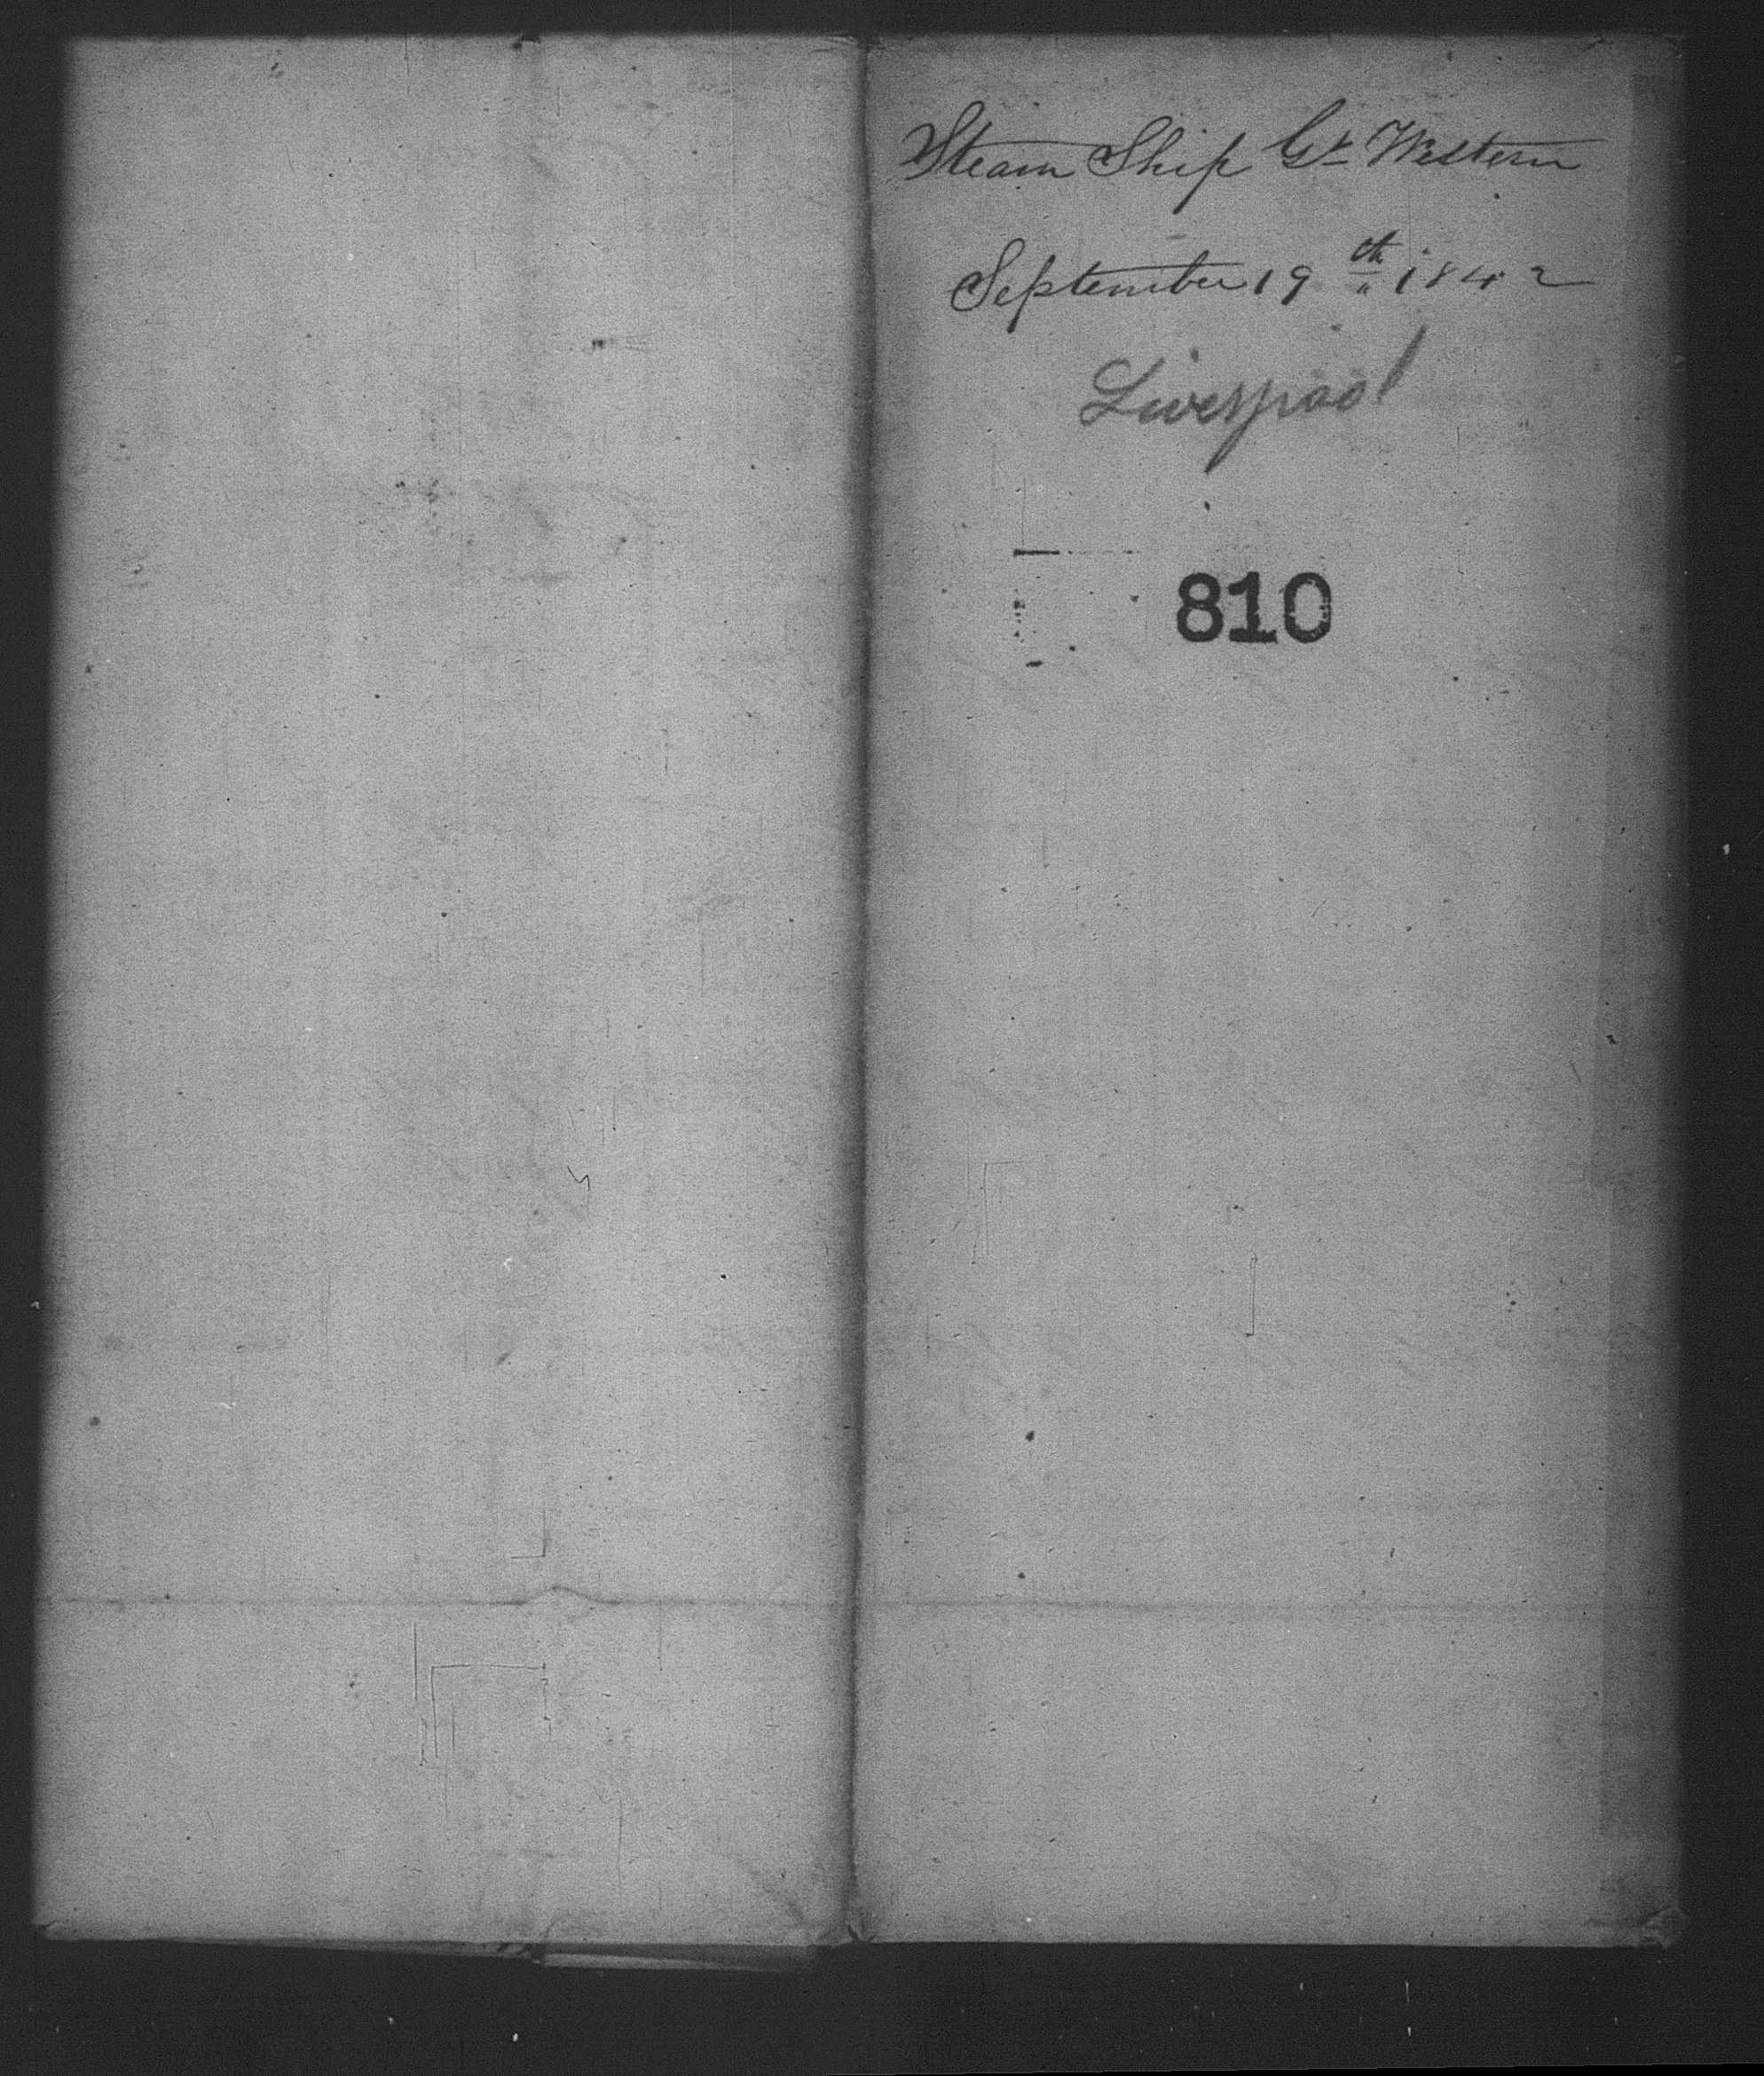 Steam Ship Gt Western
September 19th 1842
Liverpool
810